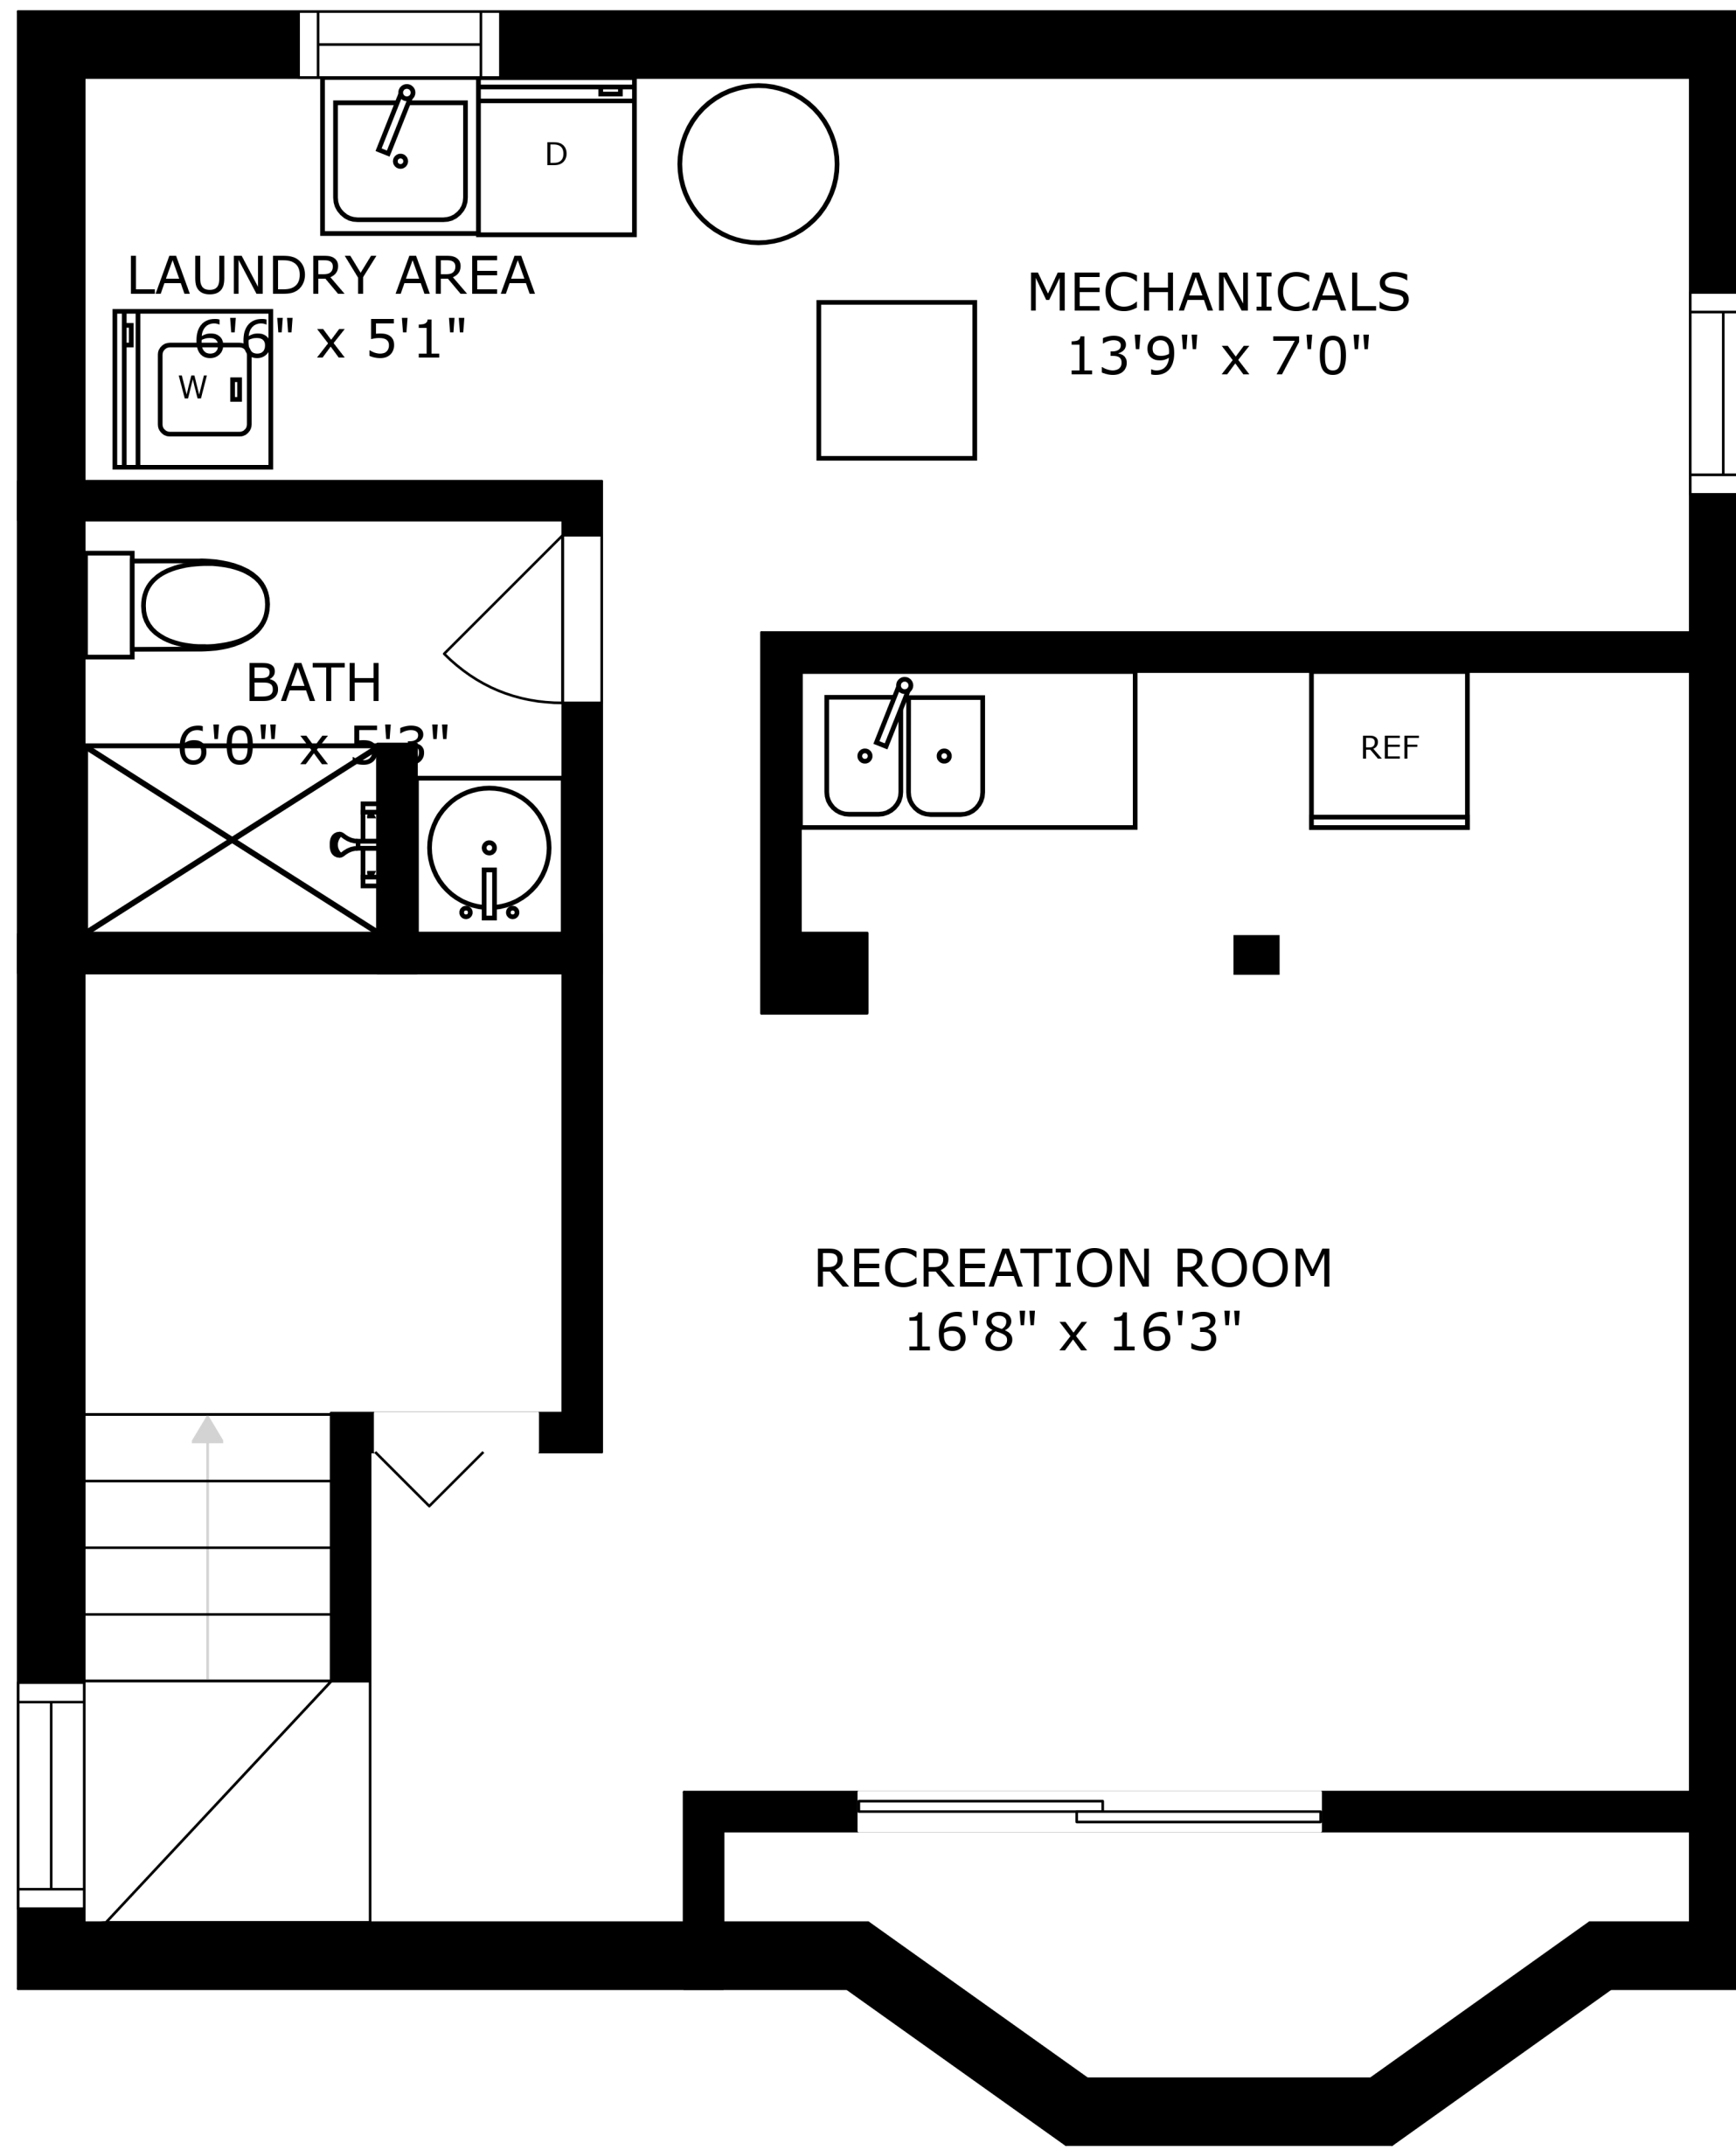 D
LAUNDRY AREA
6'6" x 5'1"
W
MECHANICALS
13'9" x 7'0"
BATH
6'0" x 5'3"
REF
RECREATION ROOM
16'8" x 16'3"